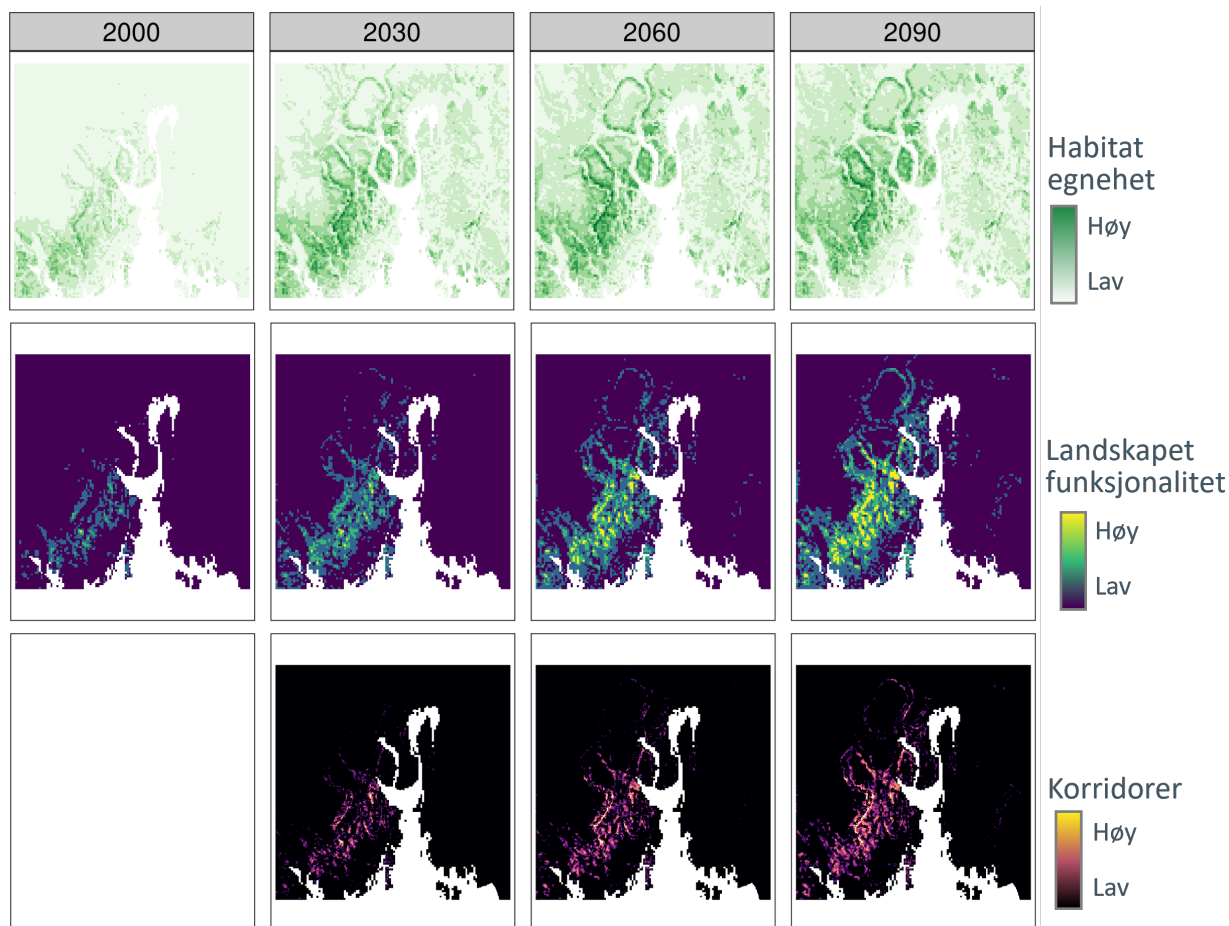 2000
2030
2060
2090
Habitat
egnehet
Høy
Lav
Landskapet
funksjonalitet
Høy
Lav
Korridorer
Høy
Lav